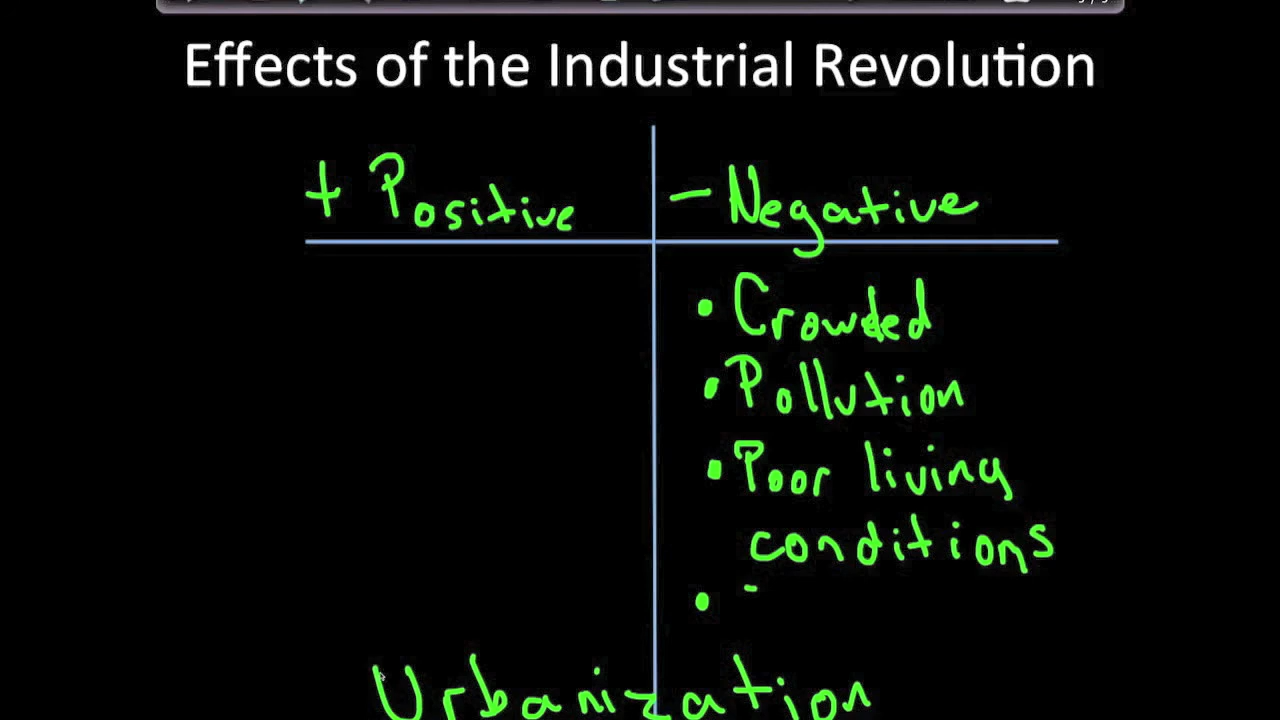 Effects of the Industrial Revolution
+ Positive
- Negative
• Crowded
• Pollution
• Poor living
conditions
•
Urbanization